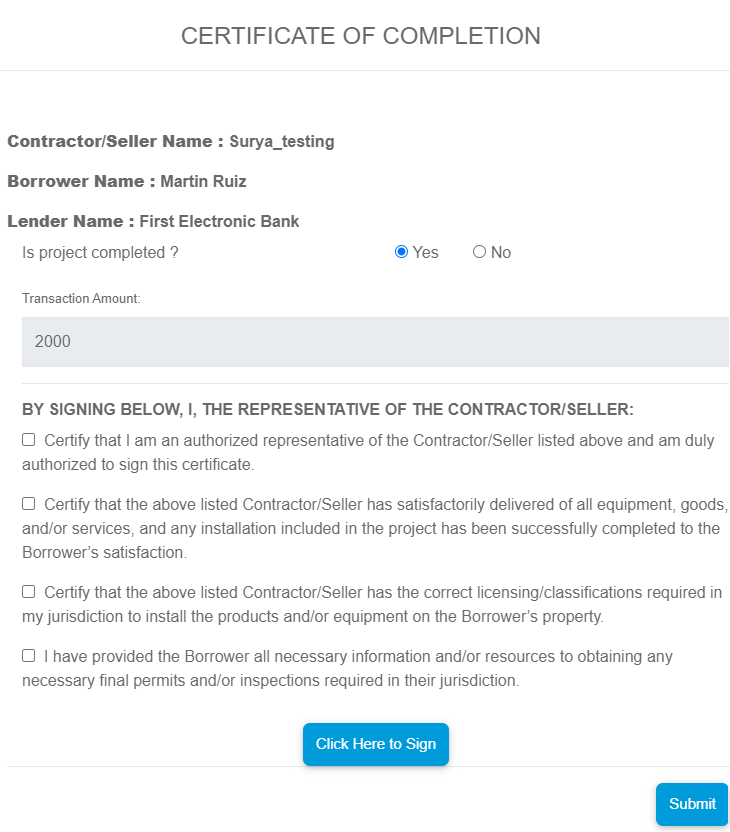 CERTIFICATE OF COMPLETION
Contractor/Seller Name : Surya_testing
Borrower Name : Martin Ruiz
Lender Name : First Electronic Bank
Is project completed ? Yes No
Transaction Amount:
2000
BY SIGNING BELOW, I, THE REPRESENTATIVE OF THE CONTRACTOR/SELLER:
Certify that I am an authorized representative of the Contractor/Seller listed above and am duly
authorized to sign this certificate.
Certify that the above listed Contractor/Seller has satisfactorily delivered of all equipment, goods,
and/or services, and any installation included in the project has been successfully completed to the
Borrower’s satisfaction.
Certify that the above listed Contractor/Seller has the correct licensing/classifications required in
my jurisdiction to install the products and/or equipment on the Borrower’s property.
I have provided the Borrower all necessary information and/or resources to obtaining any
necessary final permits and/or inspections required in their jurisdiction.
Click Here to Sign
Submit